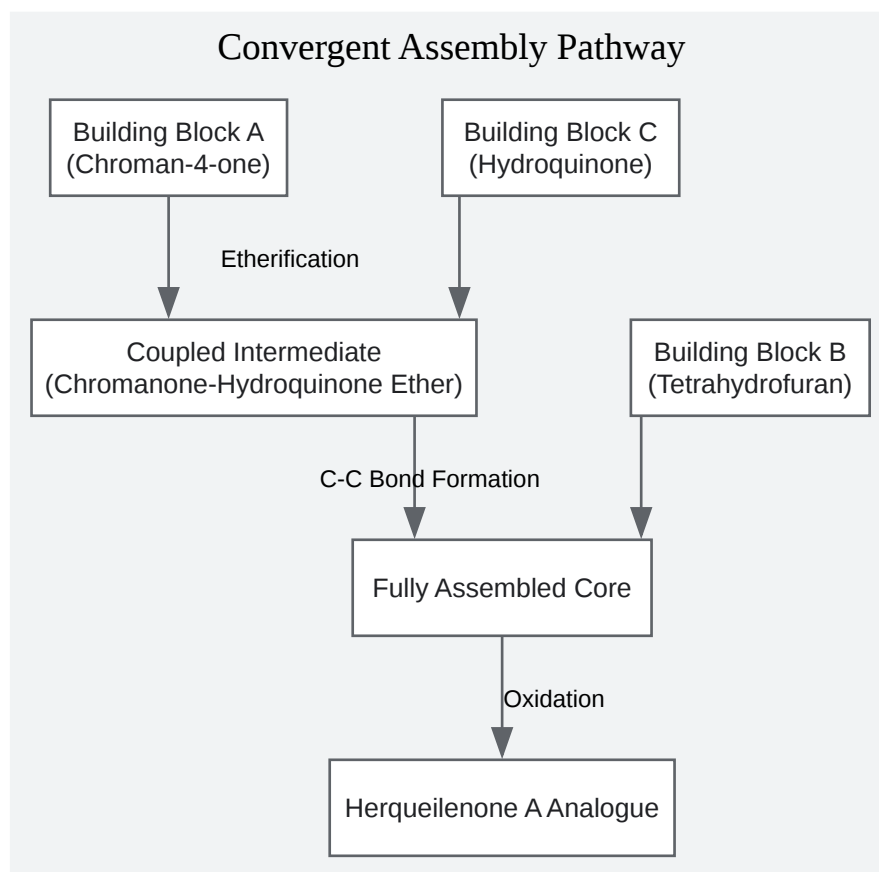 Convergent Assembly Pathway
Building Block A
(Chroman-4-one)
Building Block C
(Hydroquinone)
Etherification
Coupled Intermediate
(Chromanone-Hydroquinone Ether)
Building Block B
(Tetrahydrofuran)
C-C Bond Formation
Fully Assembled Core
Oxidation
Herqueilenone A Analogue